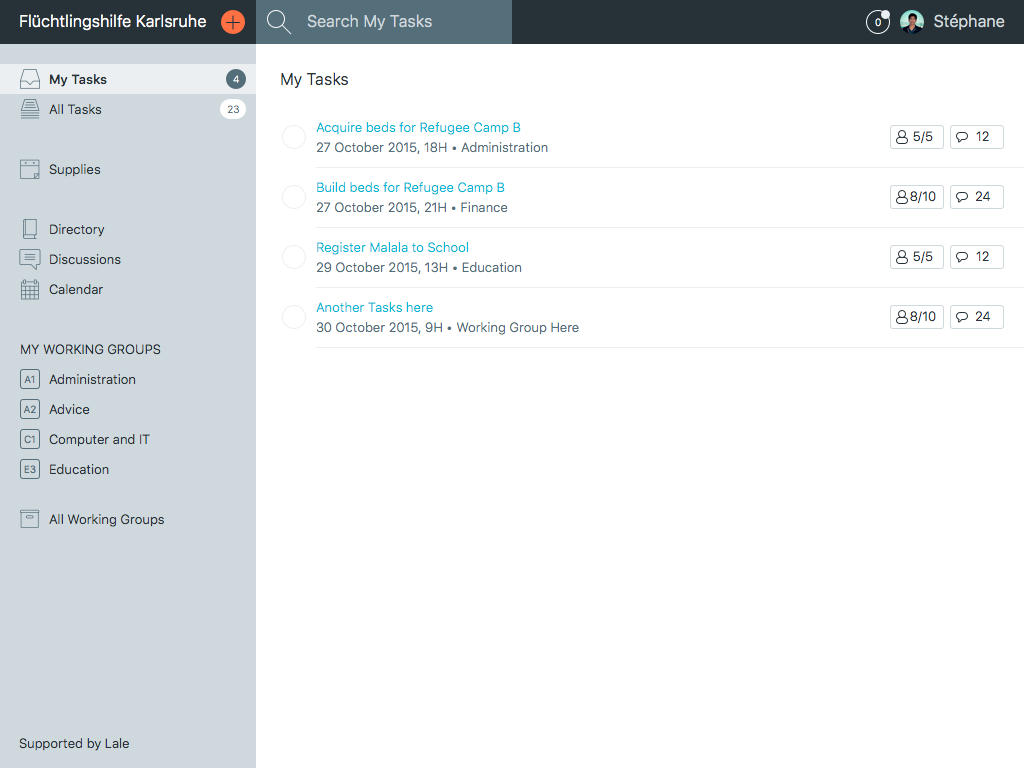 Flüchtlingshilfe Karlsruhe
Search My Tasks
0
Stéphane
My Tasks
4
All Tasks
23
Supplies
Directory
Discussions
Calendar
MY WORKING GROUPS
A1 Administration
A2 Advice
C1 Computer and IT
E3 Education
All Working Groups
Supported by Lale
My Tasks
Acquire beds for Refugee Camp B
27 October 2015, 18H • Administration
5/5 12
Build beds for Refugee Camp B
27 October 2015, 21H • Finance
8/10 24
Register Malala to School
29 October 2015, 13H • Education
5/5 12
Another Tasks here
30 October 2015, 9H • Working Group Here
8/10 24